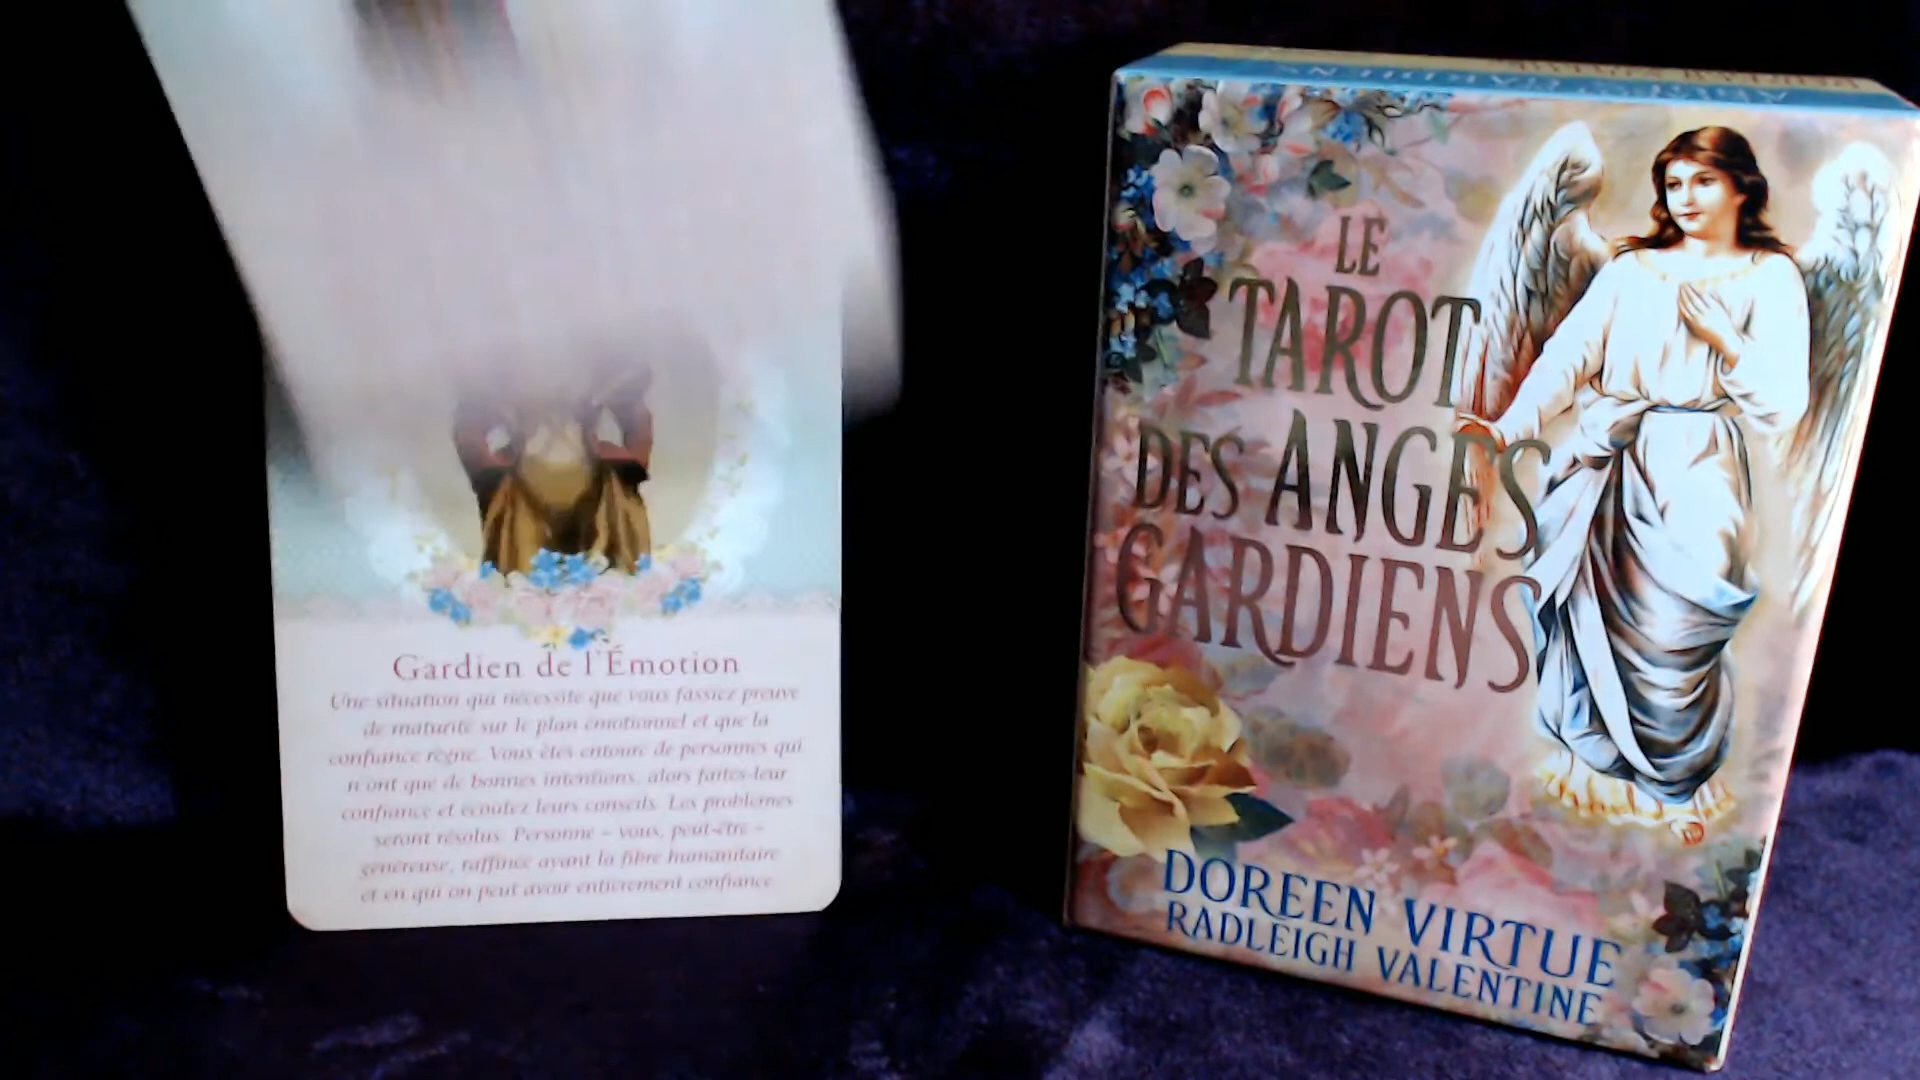 Gardien de l'Émotion
Une situation qui nécessite que vous fassiez preuve
de maturité sur le plan émotionnel et que la
confiance règne. Vous êtes entouré de personnes qui
n'ont que de bonnes intentions, alors faites-leur
confiance et écoutez leurs conseils. Les problèmes
seront résolus. Personne – vous, peut-être –
généreuse, raffinée ayant la fibre humanitaire
et en qui on peut avoir entièrement confiance.
LE
TAROT
DES ANGES
GARDIENS
DOREEN VIRTUE
RADLEIGH VALENTINE